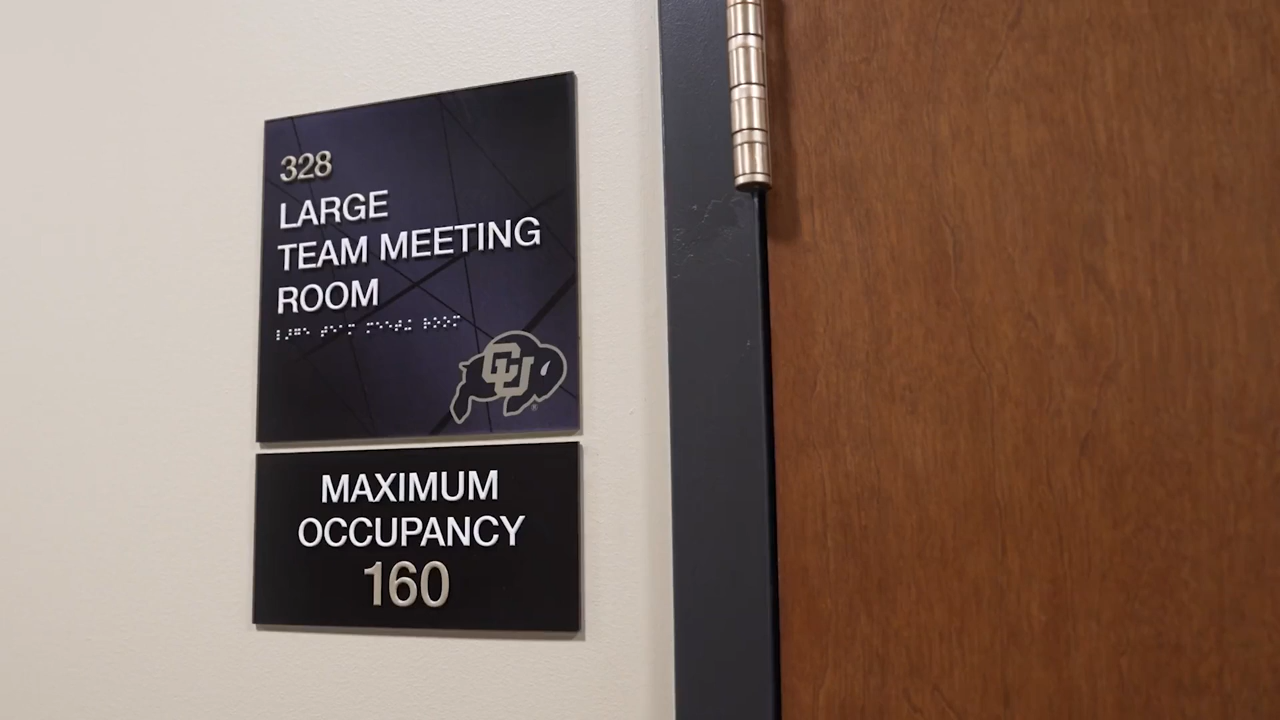 328
LARGE
TEAM MEETING
ROOM
CU
MAXIMUM
OCCUPANCY
160